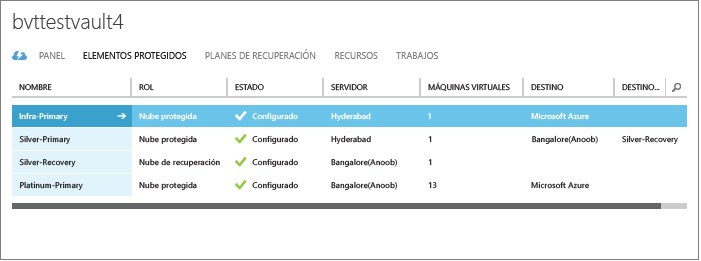 bvttestvault4
PANEL ELEMENTOS PROTEGIDOS PLANES DE RECUPERACIÓN RECURSOS TRABAJOS
NOMBRE ROL ESTADO SERVIDOR MÁQUINAS VIRTUALES DESTINO DESTINO...
Infra-Primary Nube protegida Configurado Hyderabad 1 Microsoft Azure
Silver-Primary Nube protegida Configurado Hyderabad 1 Bangalore(Anoob) Silver-Recovery
Silver-Recovery Nube de recuperación Configurado Bangalore(Anoob) 1
Platinum-Primary Nube protegida Configurado Bangalore(Anoob) 13 Microsoft Azure